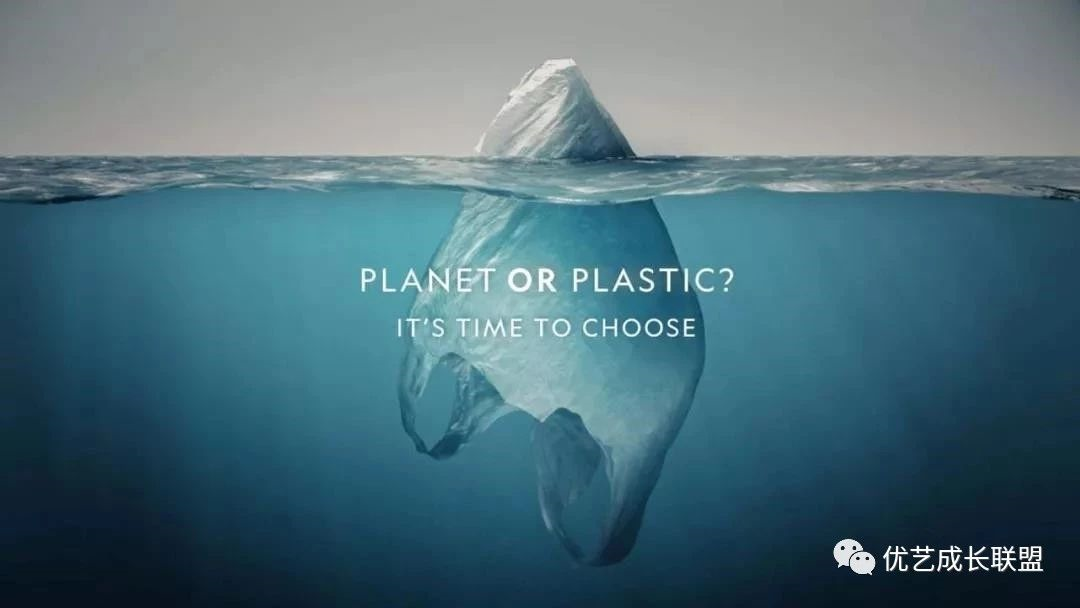 PLANET OR PLASTIC?
IT'S TIME TO CHOOSE
优艺成长联盟